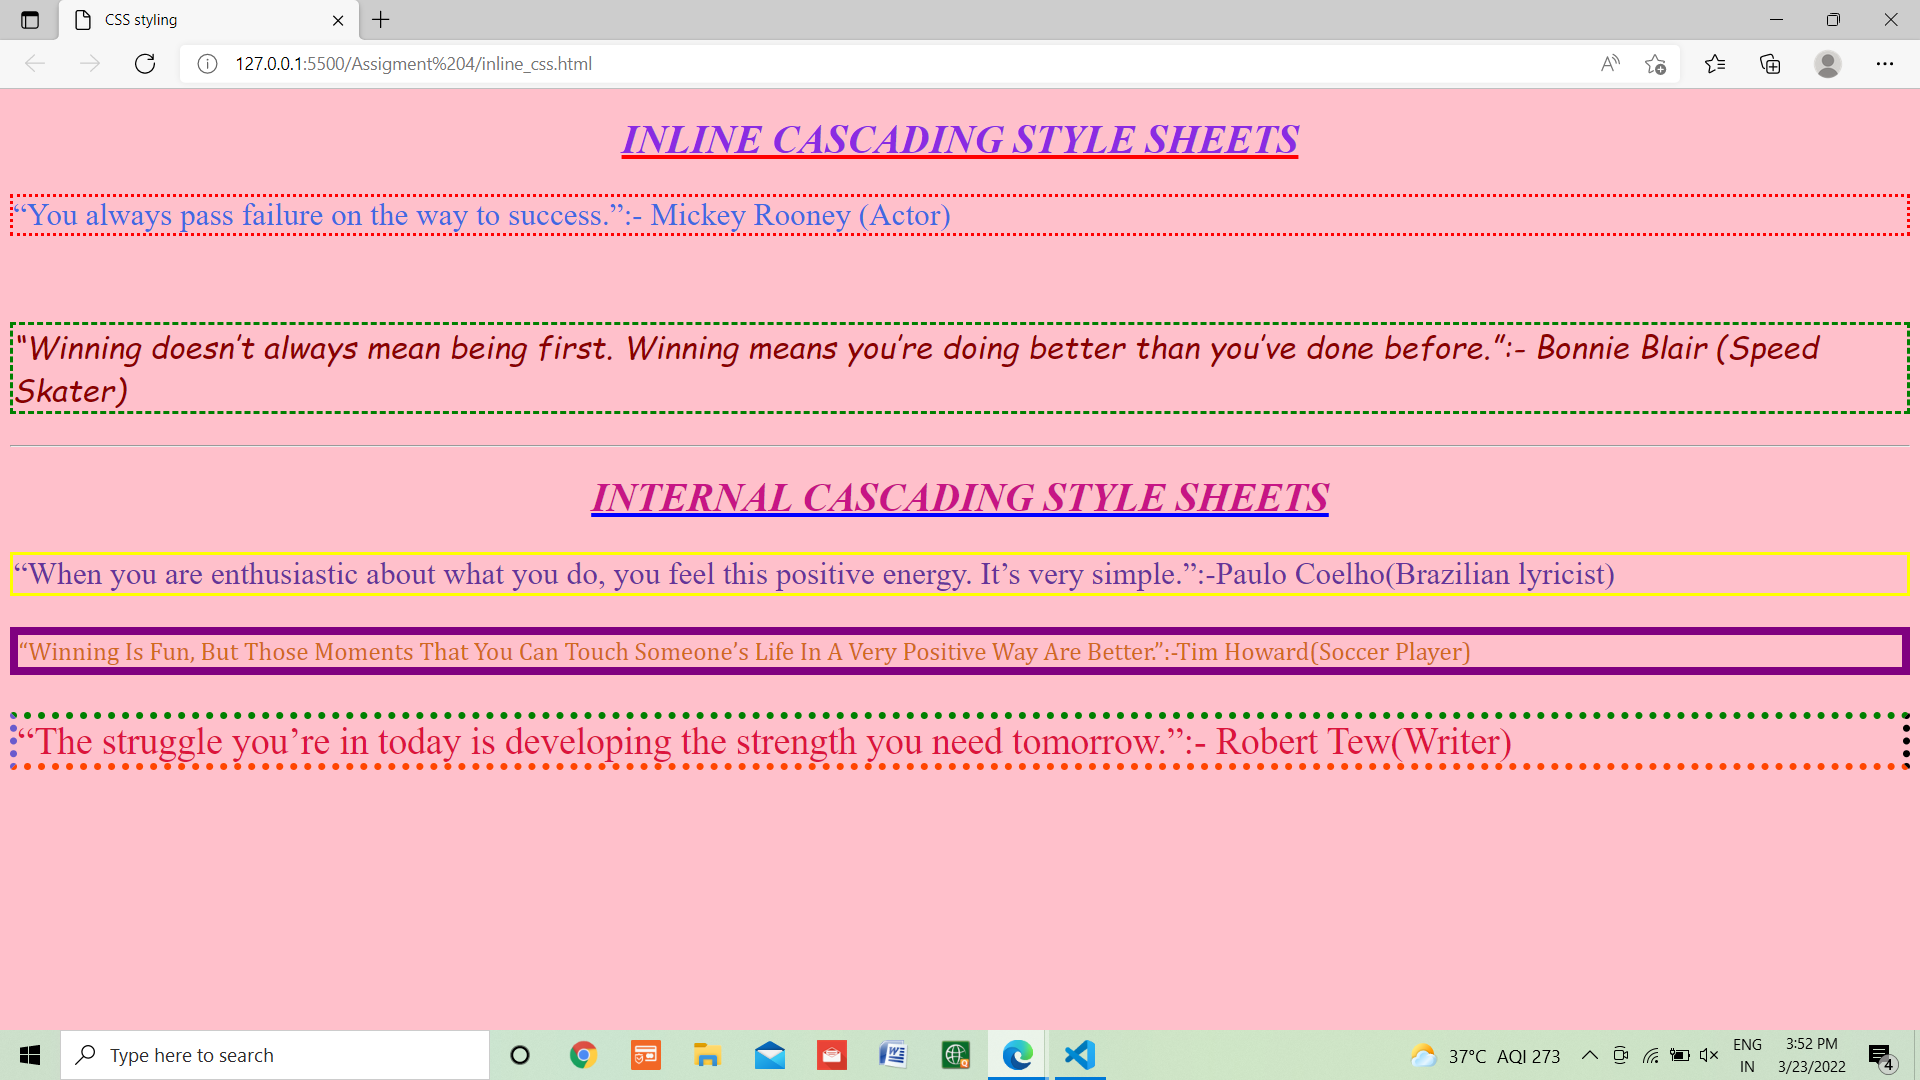 CSS styling
127.0.0.1:5500/Assigment%204/inline_css.html
INLINE CASCADING STYLE SHEETS
“You always pass failure on the way to success.”:- Mickey Rooney (Actor)
“Winning doesn’t always mean being first. Winning means you’re doing better than you’ve done before.”:- Bonnie Blair (Speed
Skater)
INTERNAL CASCADING STYLE SHEETS
“When you are enthusiastic about what you do, you feel this positive energy. It’s very simple.”:-Paulo Coelho(Brazilian lyricist)
“Winning Is Fun, But Those Moments That You Can Touch Someone’s Life In A Very Positive Way Are Better.”:-Tim Howard(Soccer Player)
“The struggle you’re in today is developing the strength you need tomorrow.”:- Robert Tew(Writer)
Type here to search
37°C AQI 273
ENG
IN
3:52 PM
3/23/2022
4